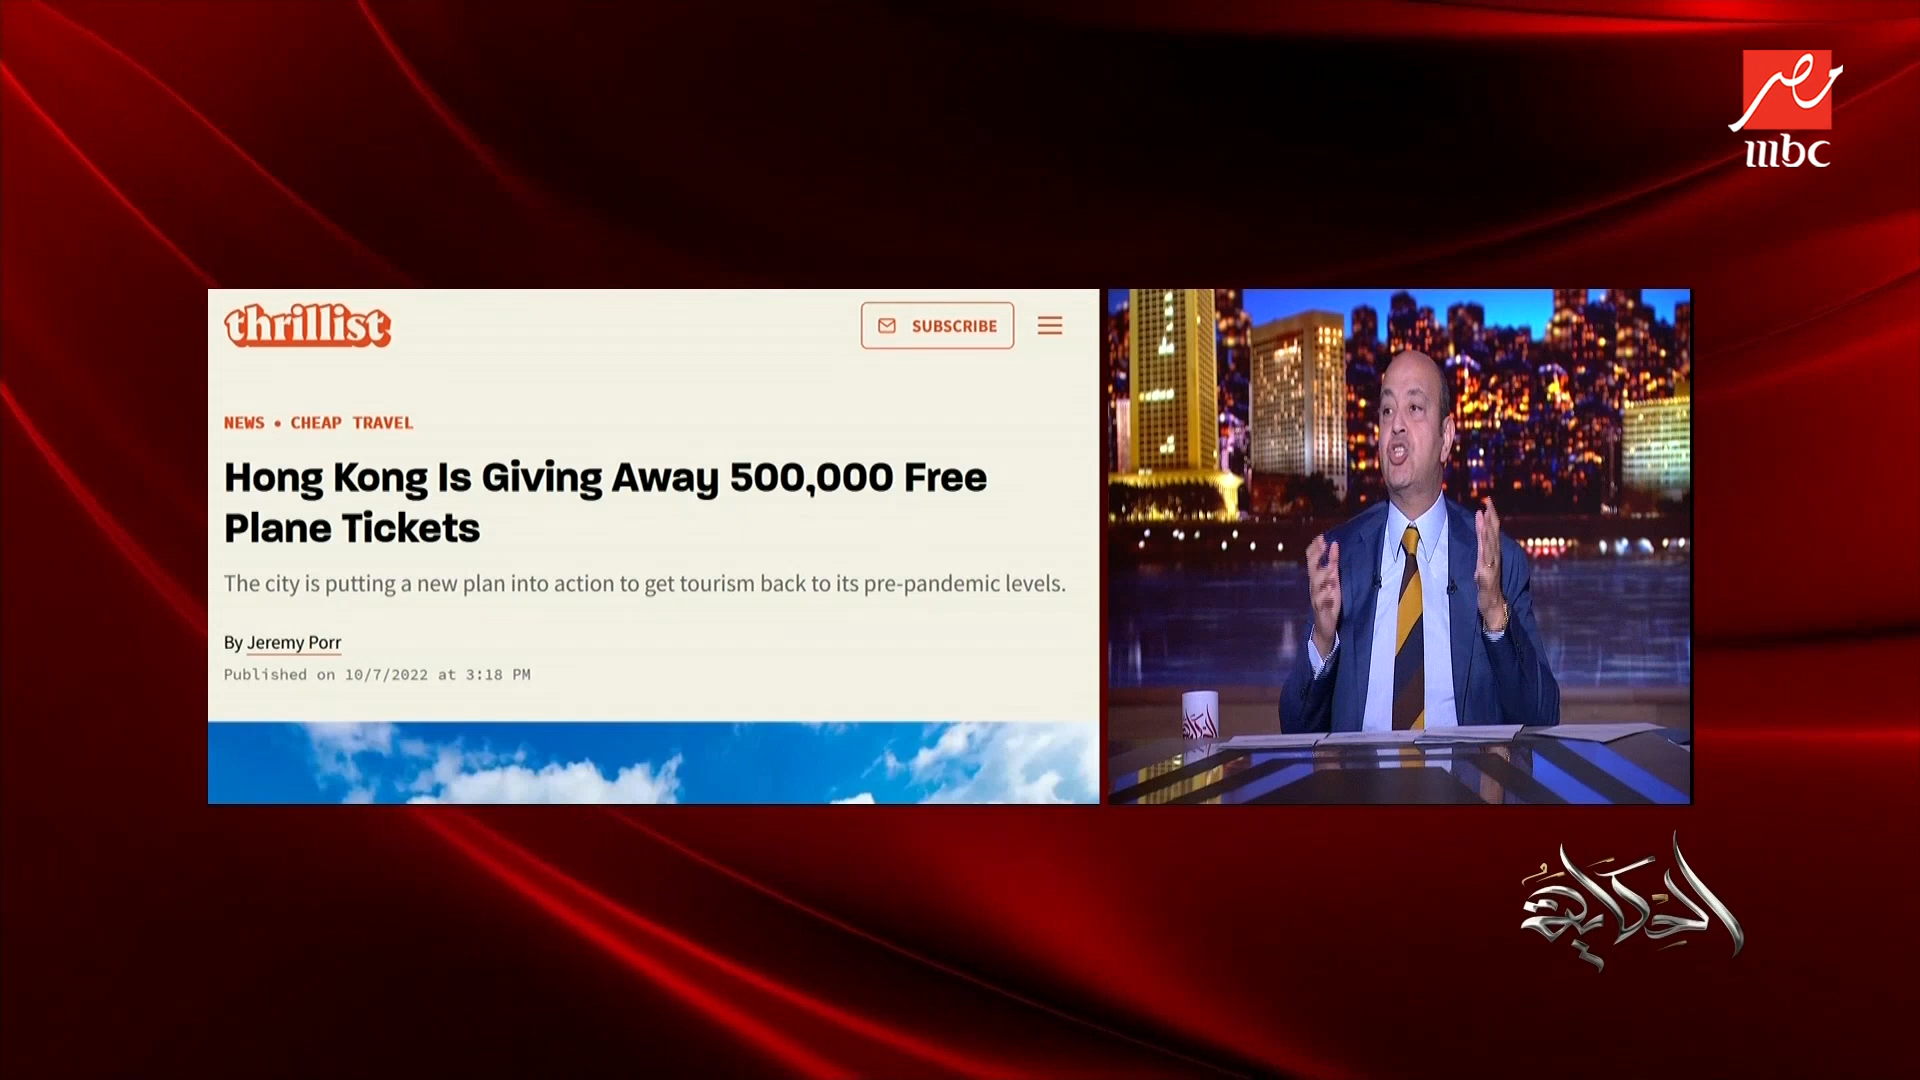 مصر
mbc
thrillist
SUBSCRIBE
NEWS • CHEAP TRAVEL
Hong Kong Is Giving Away 500,000 Free
Plane Tickets
The city is putting a new plan into action to get tourism back to its pre-pandemic levels.
By Jeremy Porr
Published on 10/7/2022 at 3:18 PM
الحكاية
الحكاية